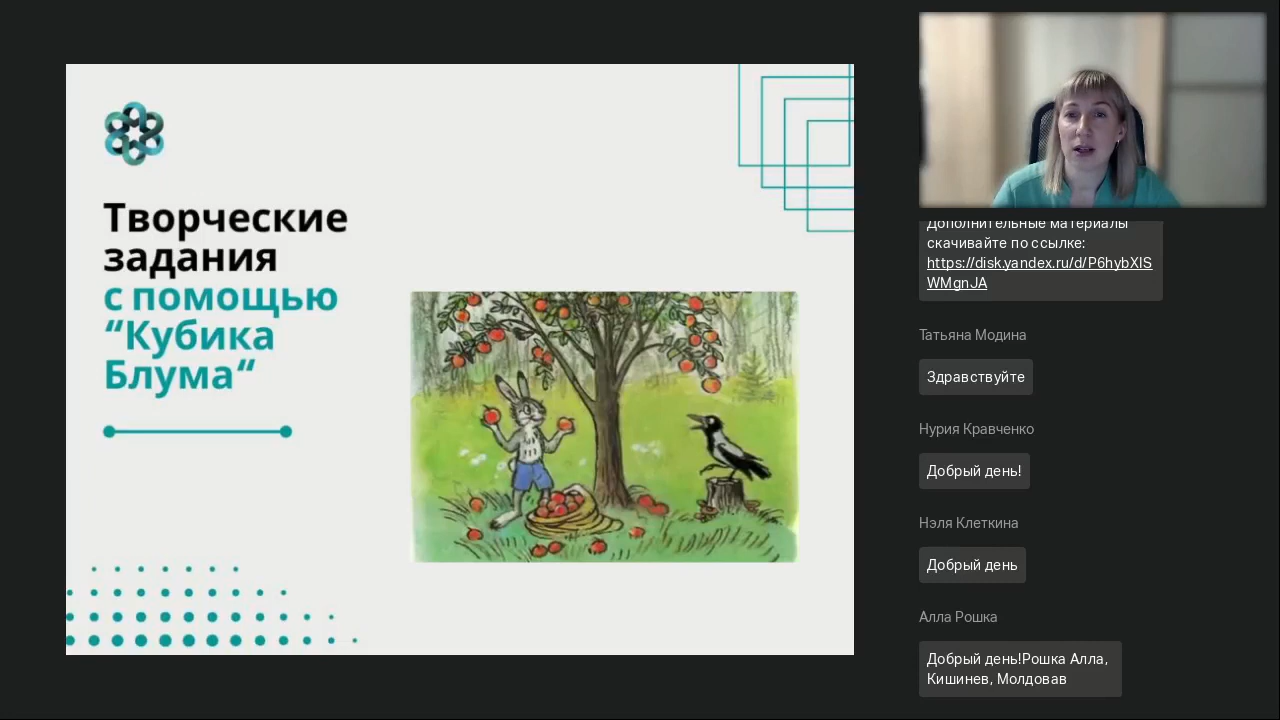 Творческие
задания
с помощью
“Кубика
Блума“
Дополнительные материалы
скачивайте по ссылке:
https://disk.yandex.ru/d/P6hybXIS
WMgnJA
Татьяна Модина
Здравствуйте
Нурия Кравченко
Добрый день!
Нэля Клеткина
Добрый день
Алла Рошка
Добрый день!Рошка Алла,
Кишинев, Молдовав